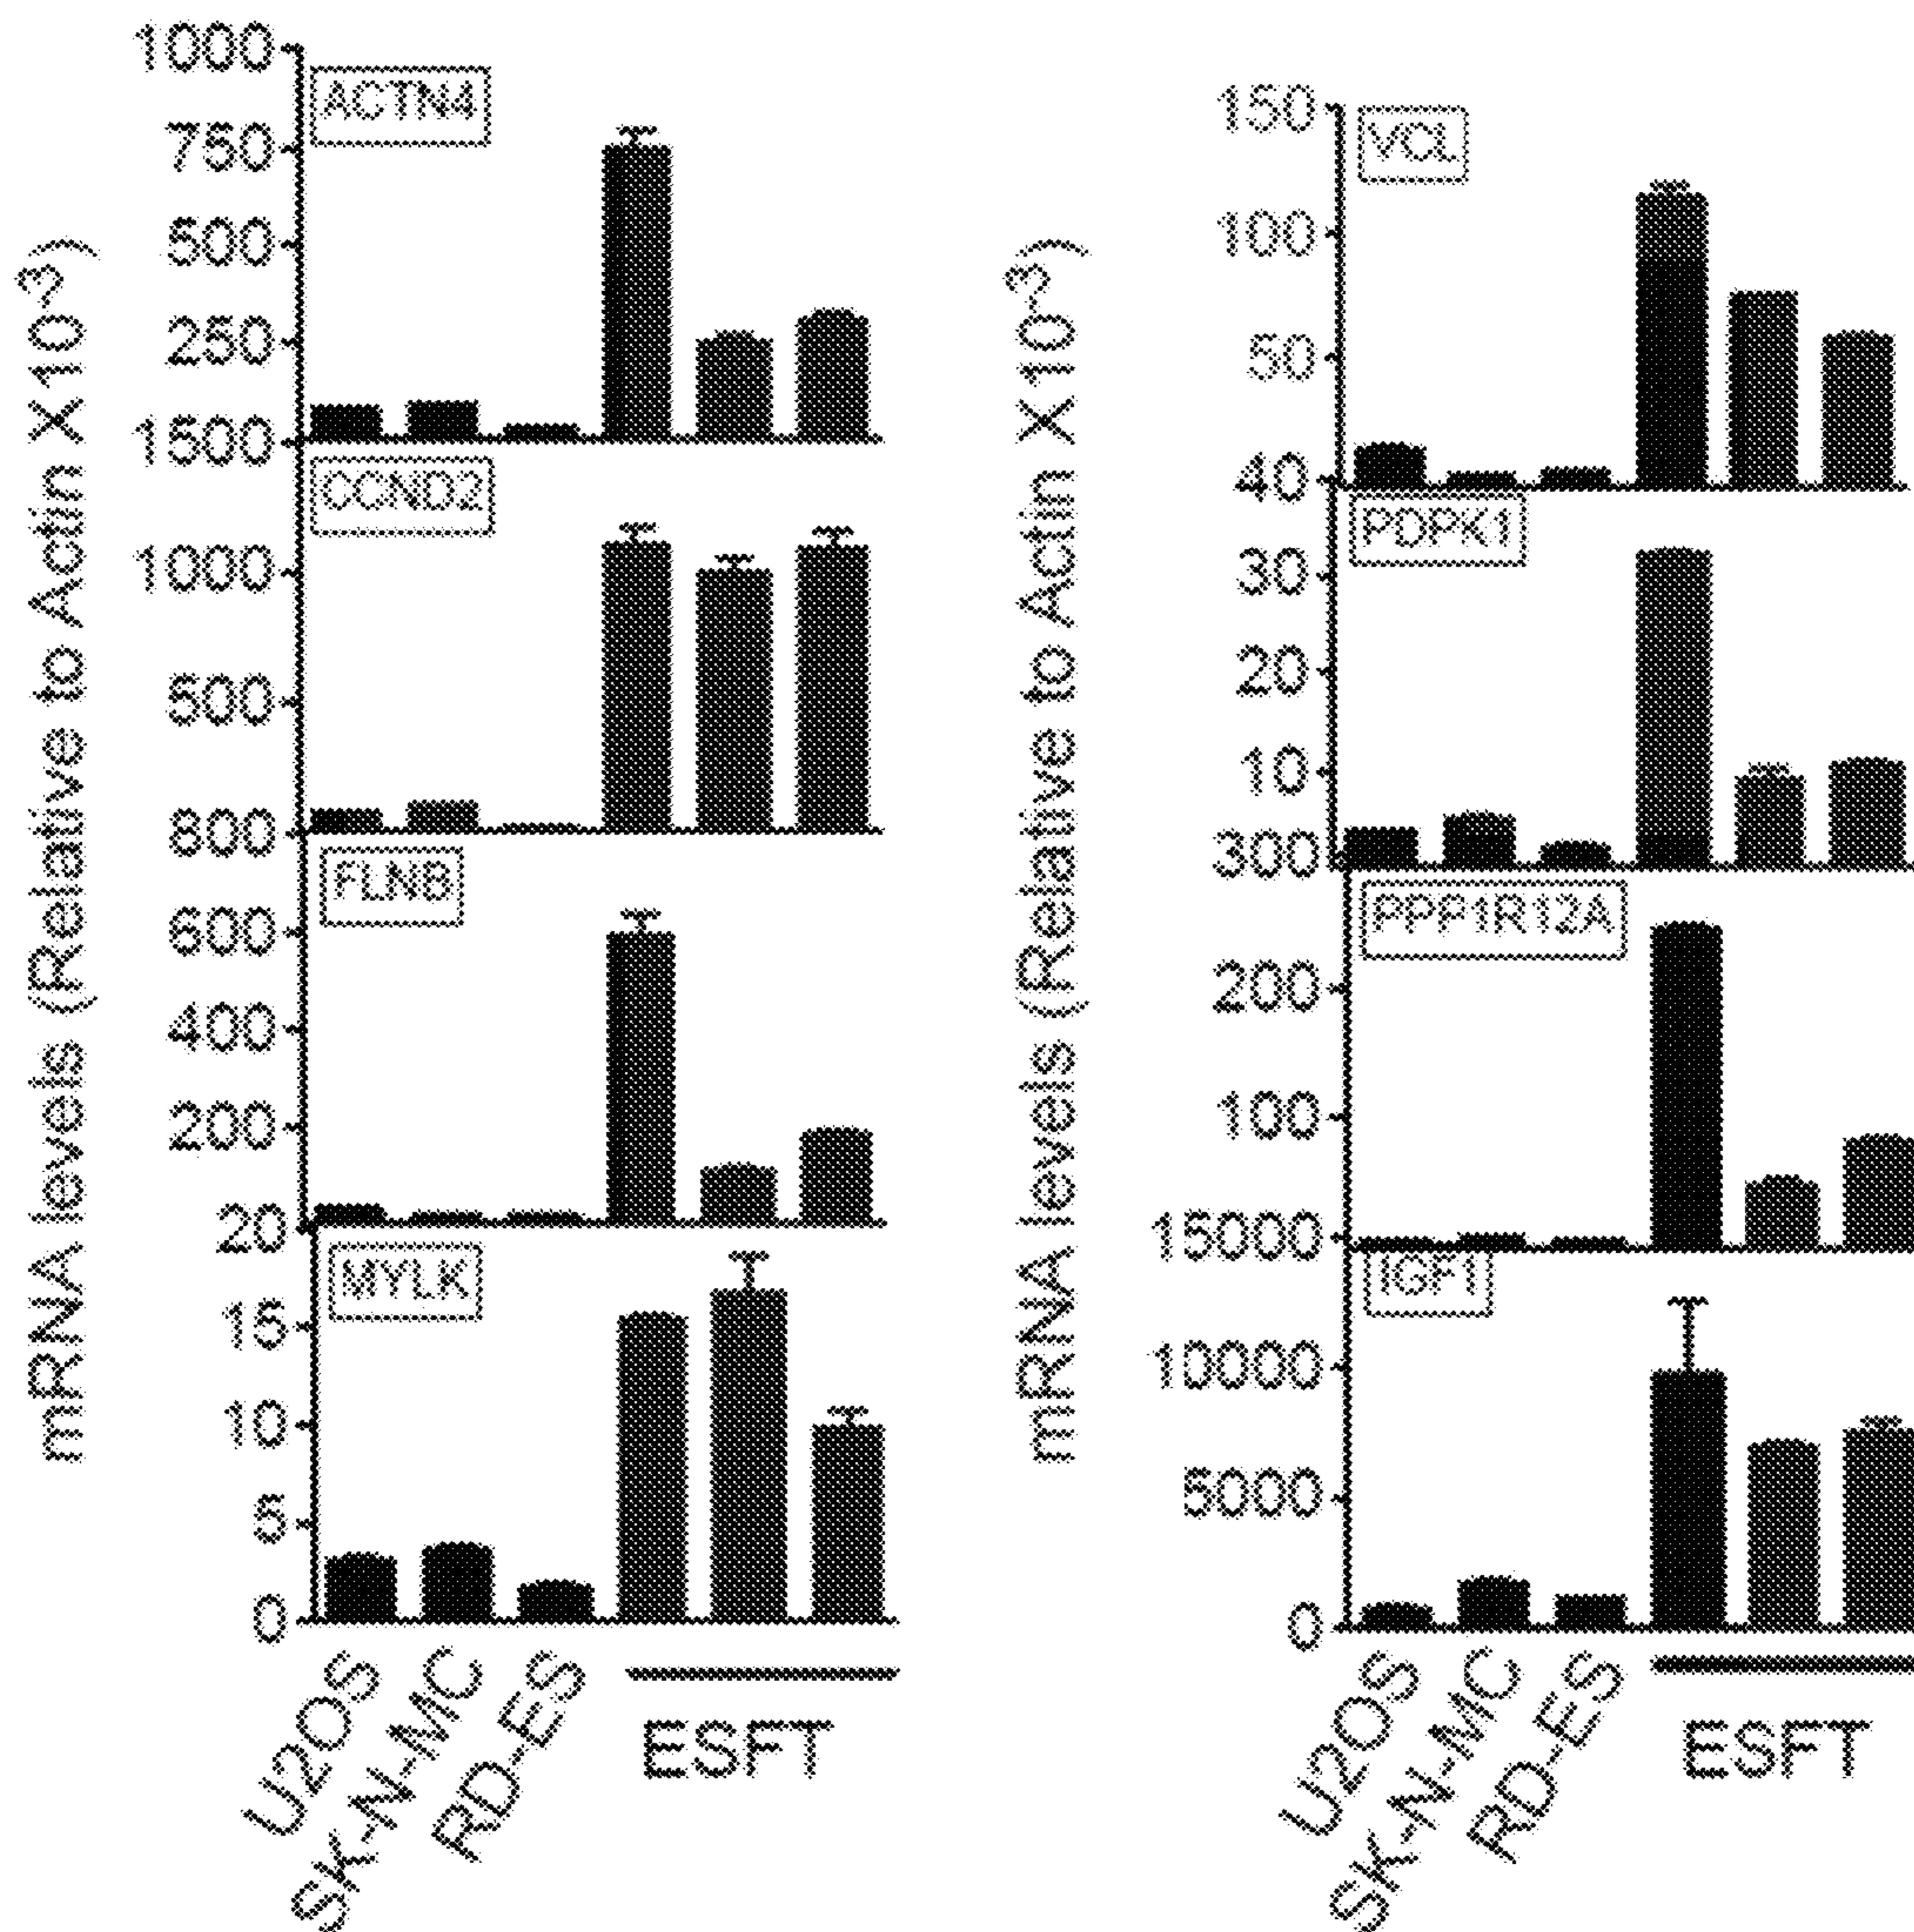 mRNA levels (Relative to Actin X10^-3)
1000
ACTN4
750
500
250
1500
CCND2
1000
500
800
FLNB
600
400
200
20
MYLK
15
10
5
0
U2OS
SK-N-MC
RD-ES
ESFT
mRNA levels (Relative to Actin X10^-3)
150
VCL
100
50
40
PDPK1
30
20
10
300
PPP1R12A
200
100
15000
IGF1
10000
5000
0
U2OS
SK-N-MC
RD-ES
ESFT